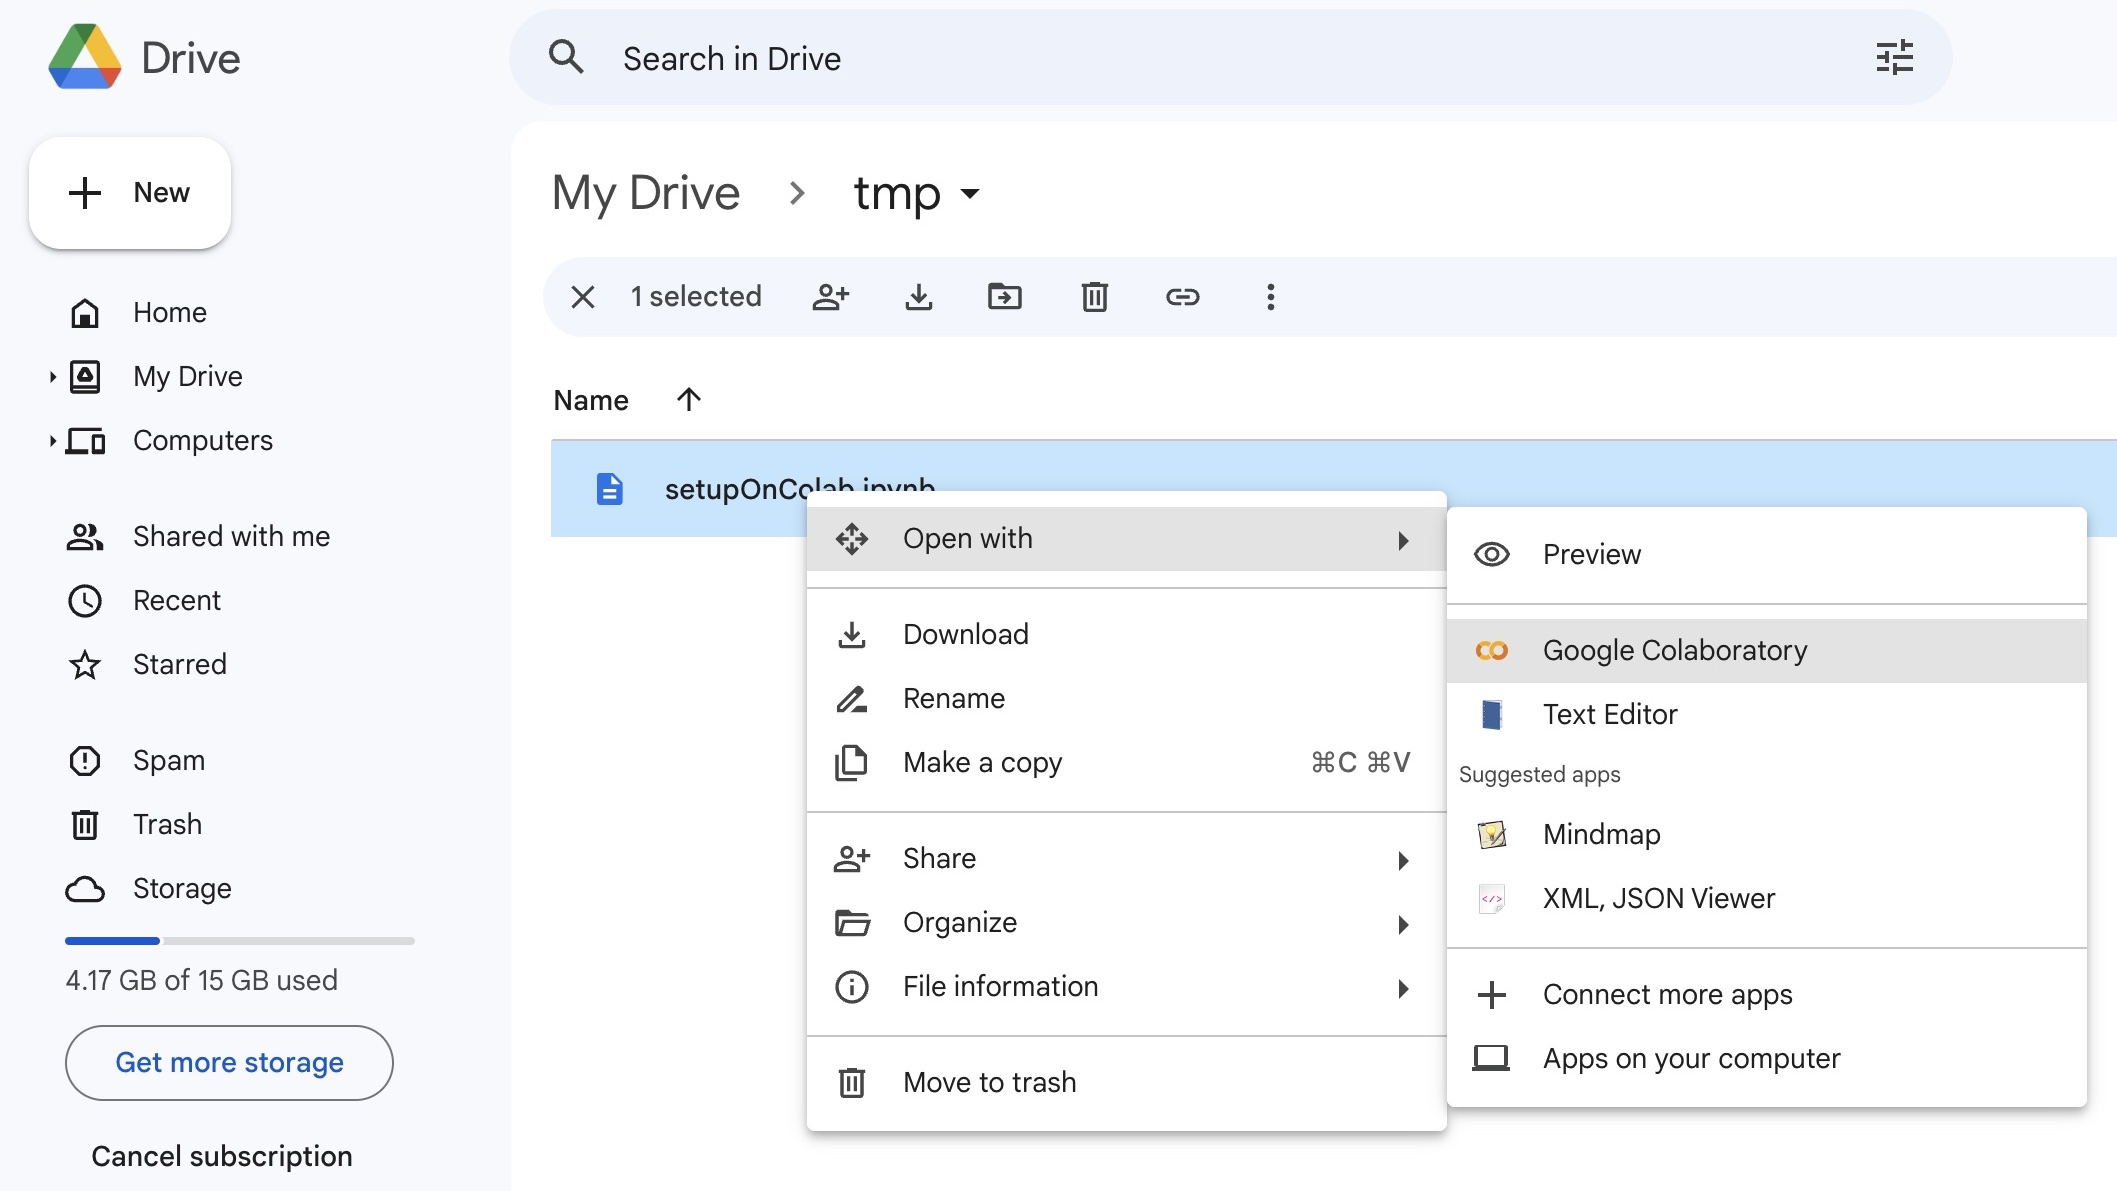 Drive
Search in Drive
New
My Drive
tmp
1 selected
Home
My Drive
Computers
Name
setupOnColab.ipynb
Shared with me
Recent
Starred
Spam
Trash
Storage
4.17 GB of 15 GB used
Get more storage
Cancel subscription
Open with
Download
Rename
Make a copy ⌘C ⌘V
Share
Organize
File information
Move to trash
Preview
Google Colaboratory
Text Editor
Suggested apps
Mindmap
XML, JSON Viewer
Connect more apps
Apps on your computer